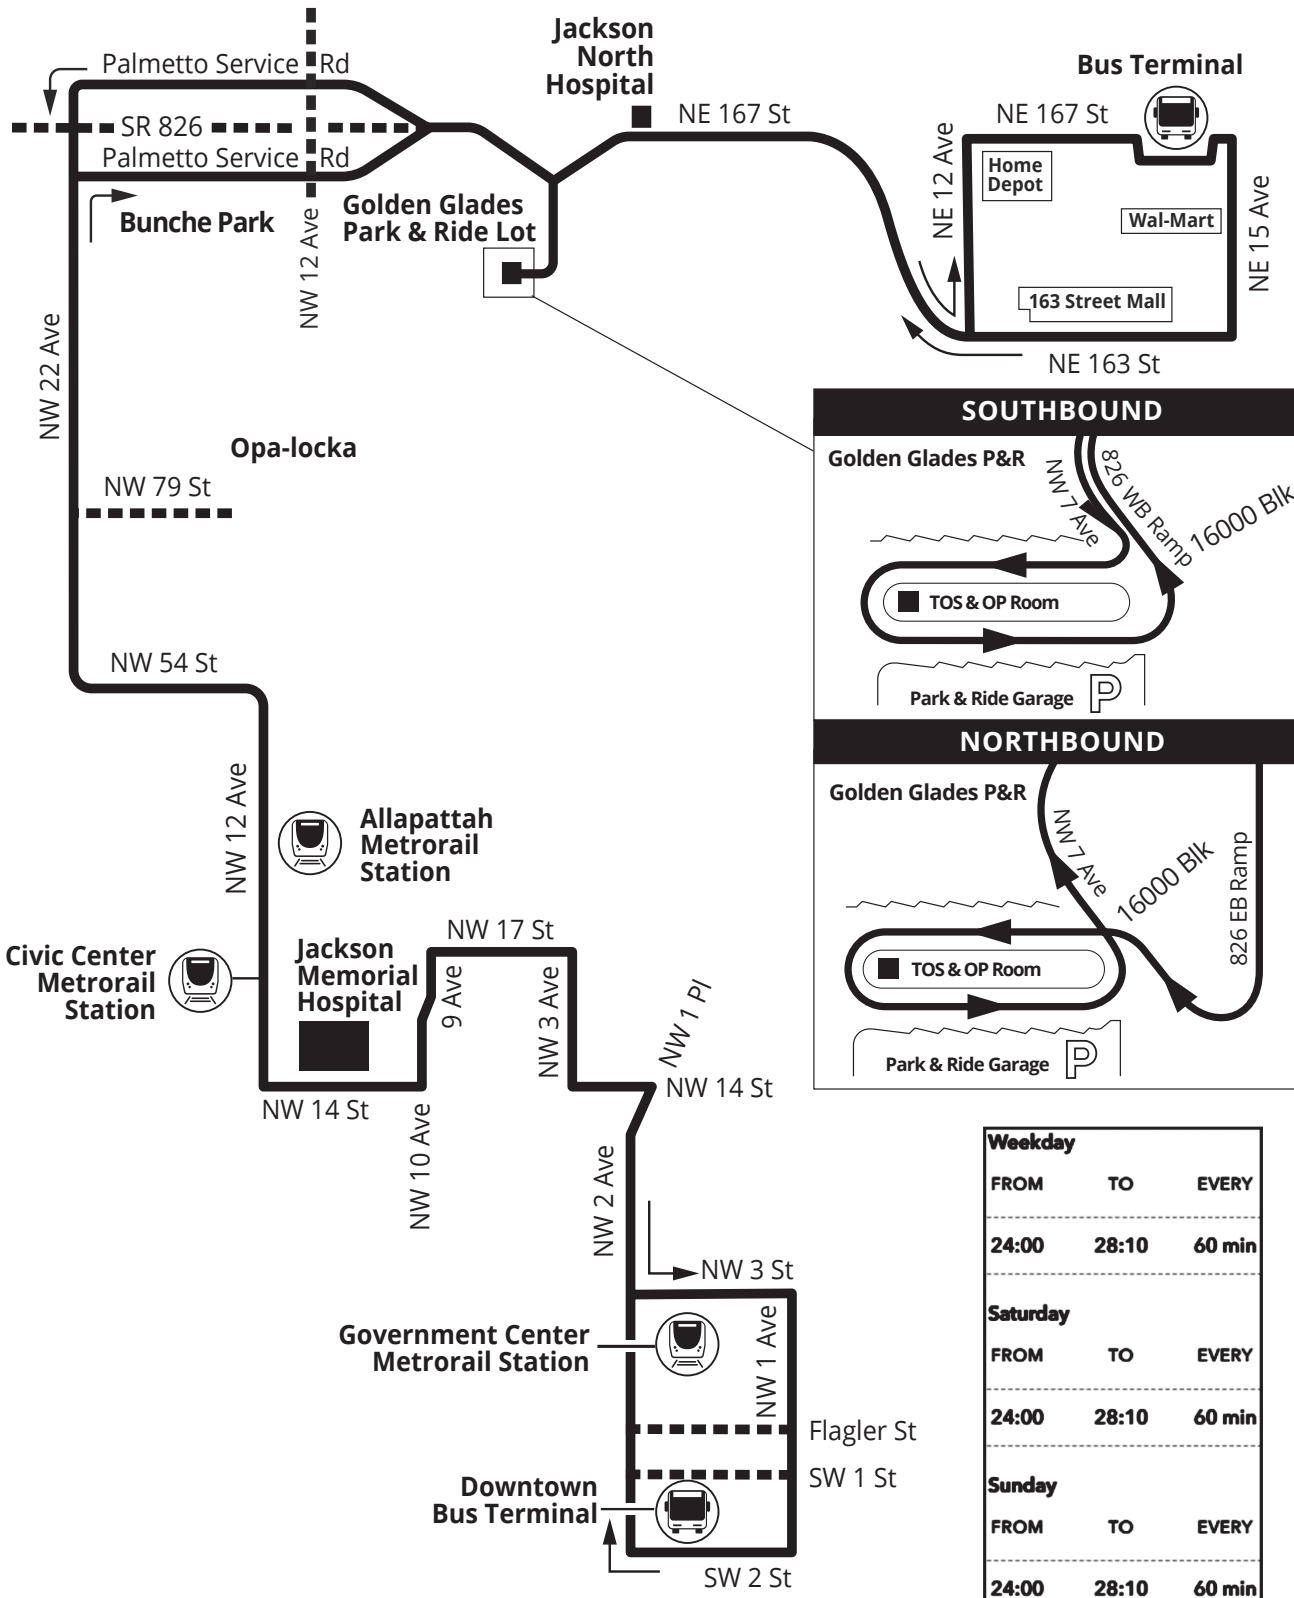 Jackson
North
Hospital
Bus Terminal
Palmetto Service Rd
SR 826
Palmetto Service Rd
Bunche Park
NW 12 Ave
Golden Glades
Park & Ride Lot
NE 167 St
NE 12 Ave
NE 167 St
Home
Depot
Wal-Mart
163 Street Mall
NE 15 Ave
NE 163 St
NW 22 Ave
Opa-locka
NW 79 St
NW 54 St
SOUTHBOUND
Golden Glades P&R
NW 7 Ave
826 WB Ramp
16000 Blk
TOS & OP Room
Park & Ride Garage P
NORTHBOUND
Golden Glades P&R
NW 7 Ave
16000 Blk
826 EB Ramp
TOS & OP Room
Park & Ride Garage P
NW 12 Ave
Allapattah
Metrorail
Station
Civic Center
Metrorail
Station
Jackson
Memorial
Hospital
NW 17 St
9 Ave
NW 3 Ave
NW 1 Pl
NW 14 St
NW 14 St
NW 10 Ave
NW 2 Ave
NW 3 St
Government Center
Metrorail Station
NW 1 Ave
Flagler St
SW 1 St
Downtown
Bus Terminal
SW 2 St
Weekday
FROM TO EVERY
24:00 28:10 60 min
Saturday
FROM TO EVERY
24:00 28:10 60 min
Sunday
FROM TO EVERY
24:00 28:10 60 min